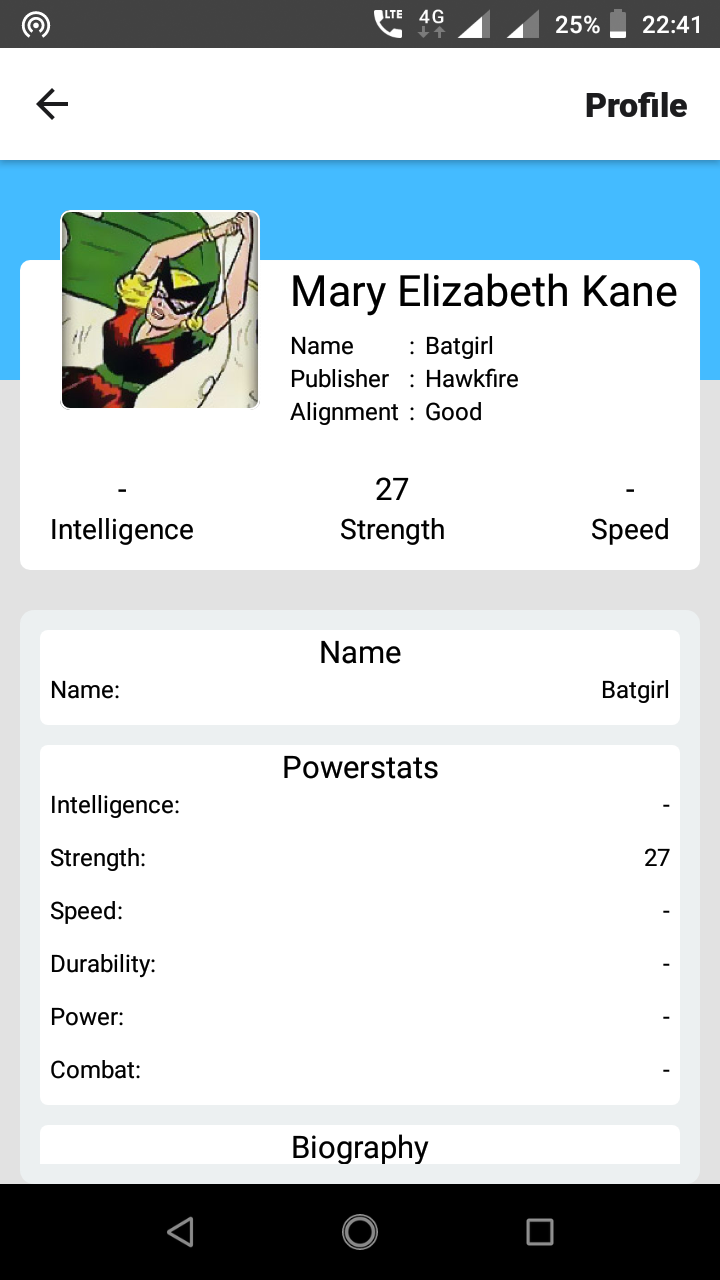 LTE 4G 25% 22:41
Profile
Mary Elizabeth Kane
Name : Batgirl
Publisher : Hawkfire
Alignment : Good
- 27 -
Intelligence Strength Speed
Name
Name: Batgirl
Powerstats
Intelligence: -
Strength: 27
Speed: -
Durability: -
Power: -
Combat: -
Biography